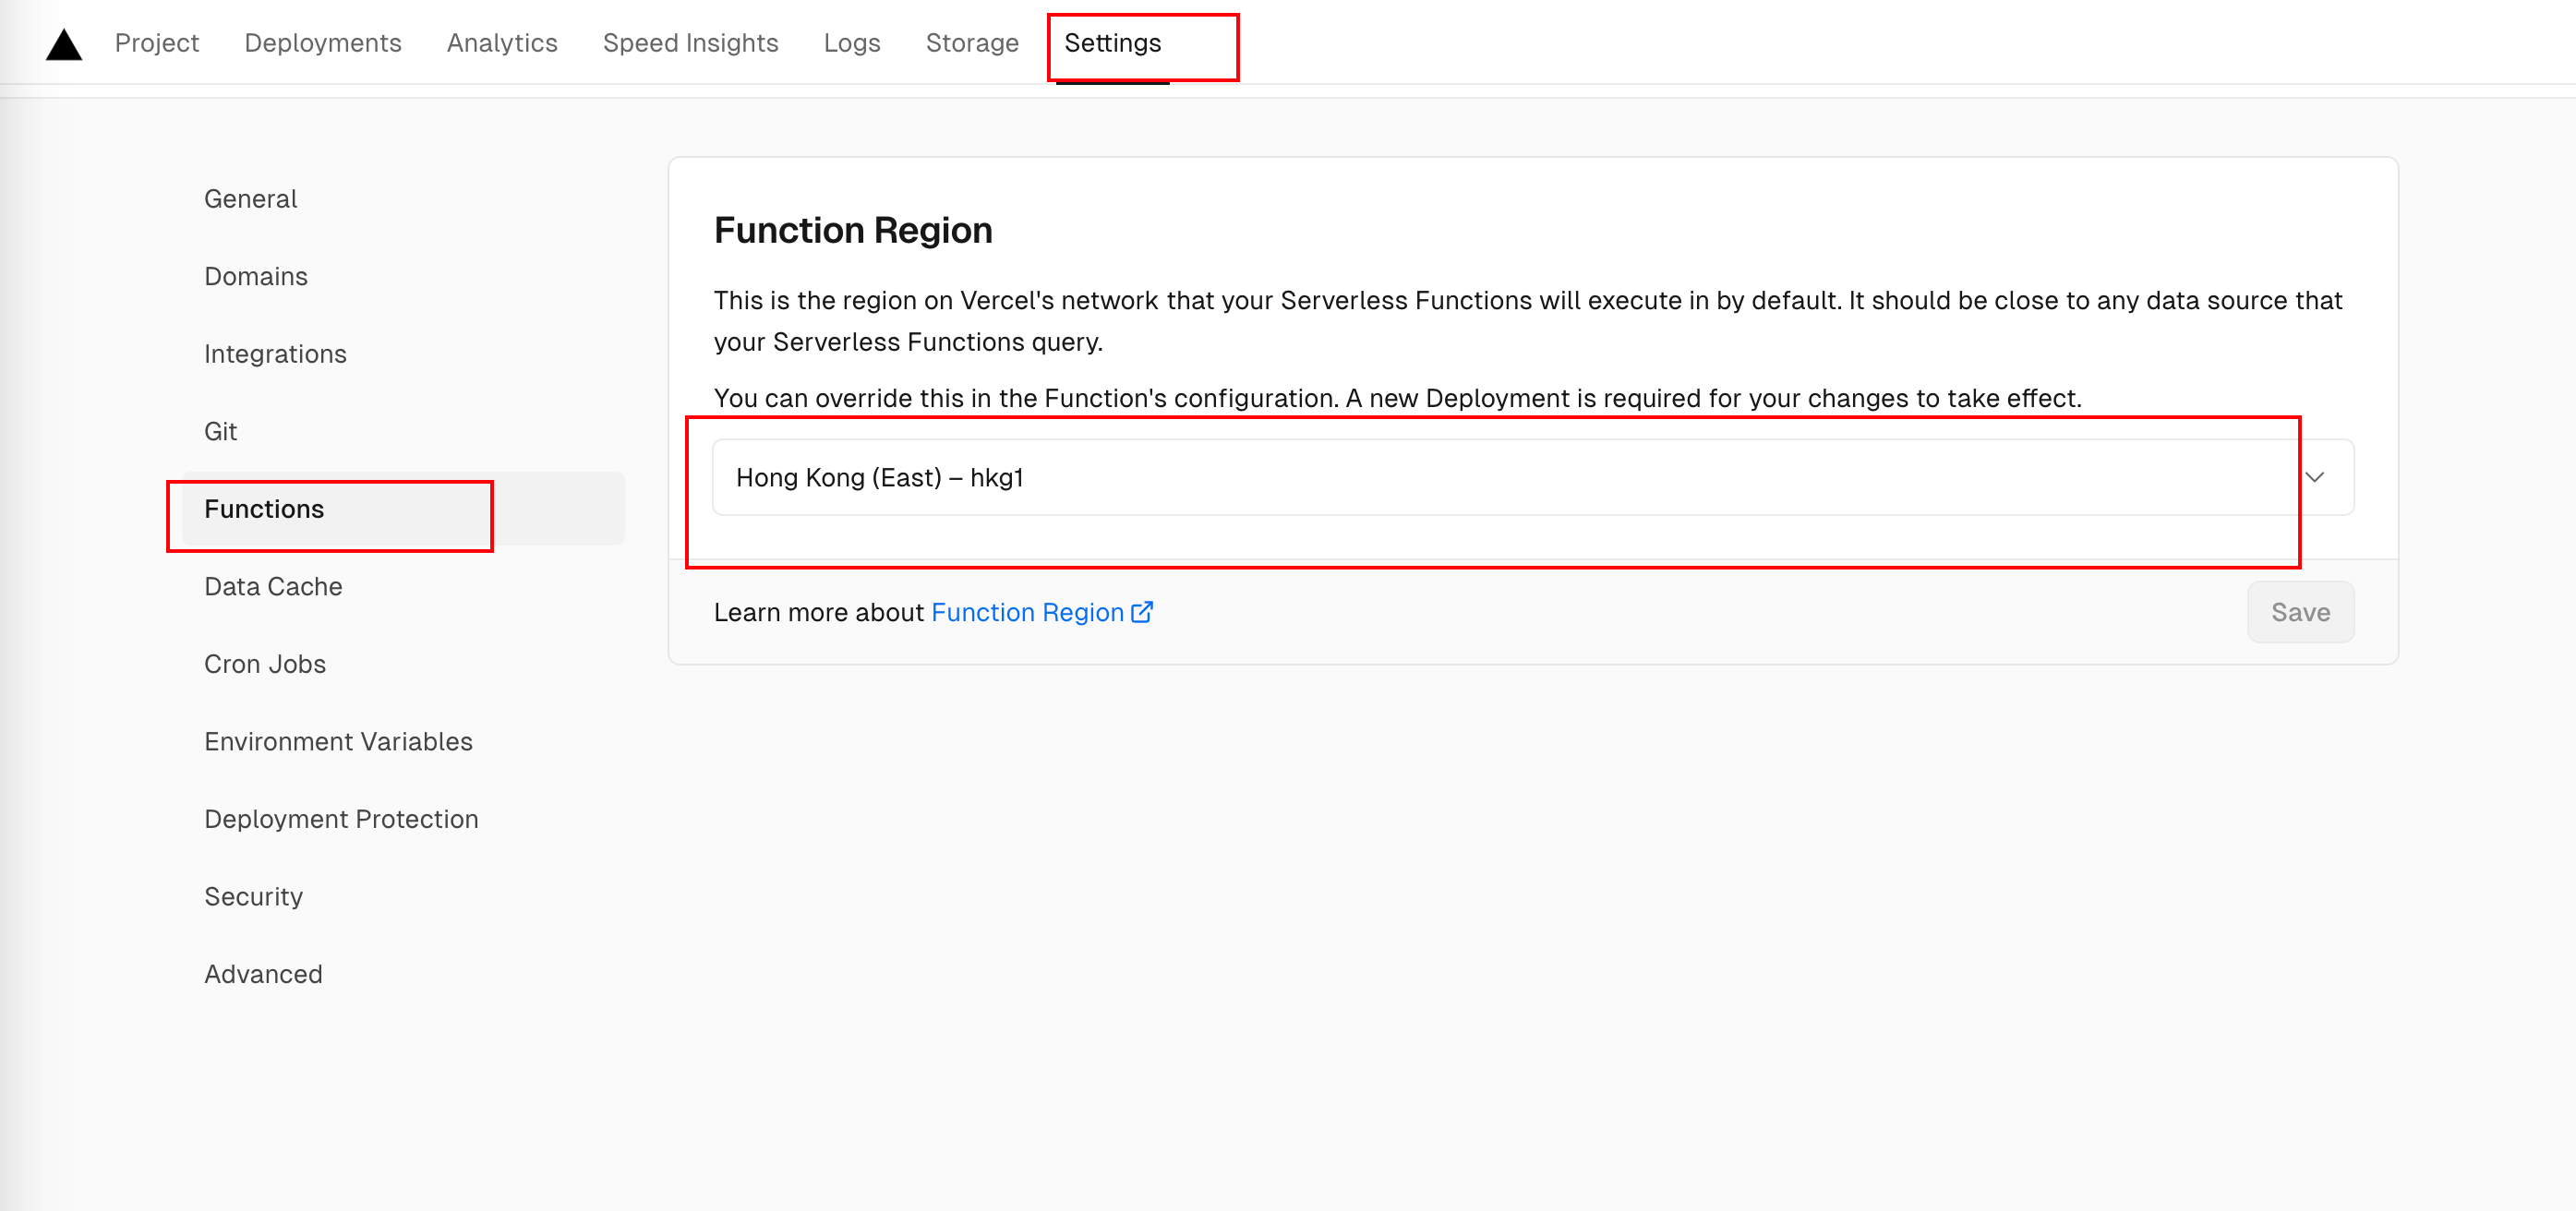 Project Deployments Analytics Speed Insights Logs Storage Settings
General
Domains
Integrations
Git
Functions
Data Cache
Cron Jobs
Environment Variables
Deployment Protection
Security
Advanced
Function Region
This is the region on Vercel's network that your Serverless Functions will execute in by default. It should be close to any data source that
your Serverless Functions query.
You can override this in the Function's configuration. A new Deployment is required for your changes to take effect.
Hong Kong (East) – hkg1
Learn more about Function Region
Save